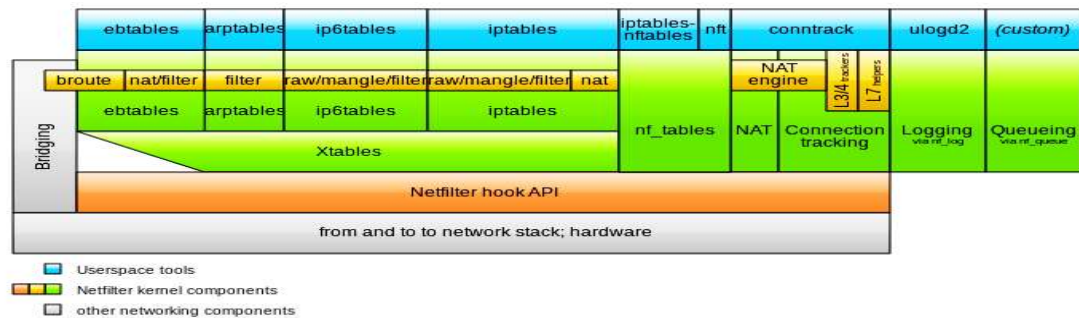 ebtables arptables ip6tables iptables iptables-nftables nft conntrack ulogd2 (custom)
broute nat/filter filter raw/mangle/filter raw/mangle/filter nat NAT engine L3/4 trackers L7 helpers
ebtables arptables ip6tables iptables
Bridging
nf_tables NAT Connection tracking Logging via nf_log Queueing via nf_queue
Xtables
Netfilter hook API
from and to to network stack; hardware
Userspace tools
Netfilter kernel components
other networking components